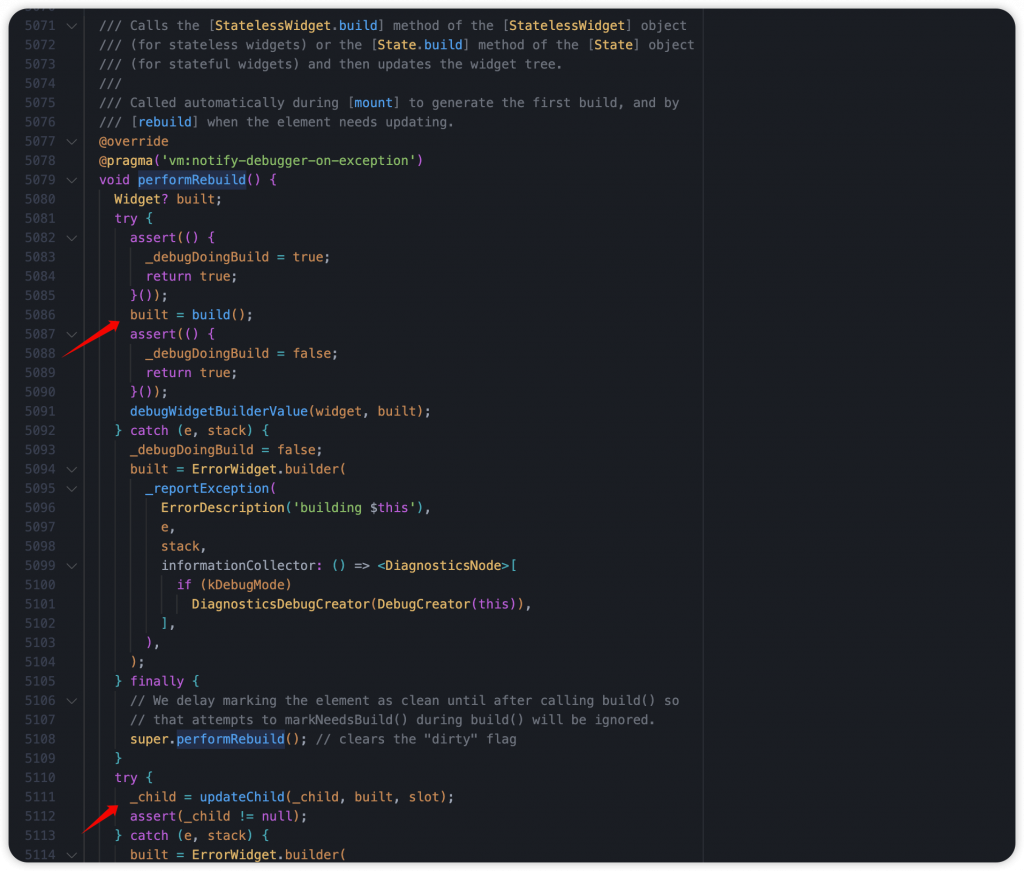 5071 /// Calls the [StatelessWidget.build] method of the [StatelessWidget] object
5072 /// (for stateless widgets) or the [State.build] method of the [State] object
5073 /// (for stateful widgets) and then updates the widget tree.
5074 ///
5075 /// Called automatically during [mount] to generate the first build, and by
5076 /// [rebuild] when the element needs updating.
5077 @override
5078 @pragma('vm:notify-debugger-on-exception')
5079 void performRebuild() {
5080 Widget? built;
5081 try {
5082 assert(() {
5083 _debugDoingBuild = true;
5084 return true;
5085 }());
5086 built = build();
5087 assert(() {
5088 _debugDoingBuild = false;
5089 return true;
5090 }());
5091 debugWidgetBuilderValue(widget, built);
5092 } catch (e, stack) {
5093 _debugDoingBuild = false;
5094 built = ErrorWidget.builder(
5095 _reportException(
5096 ErrorDescription('building $this'),
5097 e,
5098 stack,
5099 informationCollector: () => <DiagnosticsNode>[
5100 if (kDebugMode)
5101 DiagnosticsDebugCreator(DebugCreator(this)),
5102 ],
5103 ),
5104 );
5105 } finally {
5106 // We delay marking the element as clean until after calling build() so
5107 // that attempts to markNeedsBuild() during build() will be ignored.
5108 super.performRebuild(); // clears the "dirty" flag
5109 }
5110 try {
5111 _child = updateChild(_child, built, slot);
5112 assert(_child != null);
5113 } catch (e, stack) {
5114 built = ErrorWidget.builder(